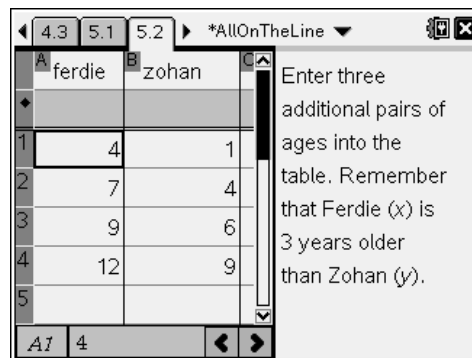 4.3 5.1 5.2 *AllOnTheLine
A ferdie B zohan C
1 4 1
2 7 4
3 9 6
4 12 9
5
A1 4
Enter three
additional pairs of
ages into the
table. Remember
that Ferdie (x) is
3 years older
than Zohan (y).